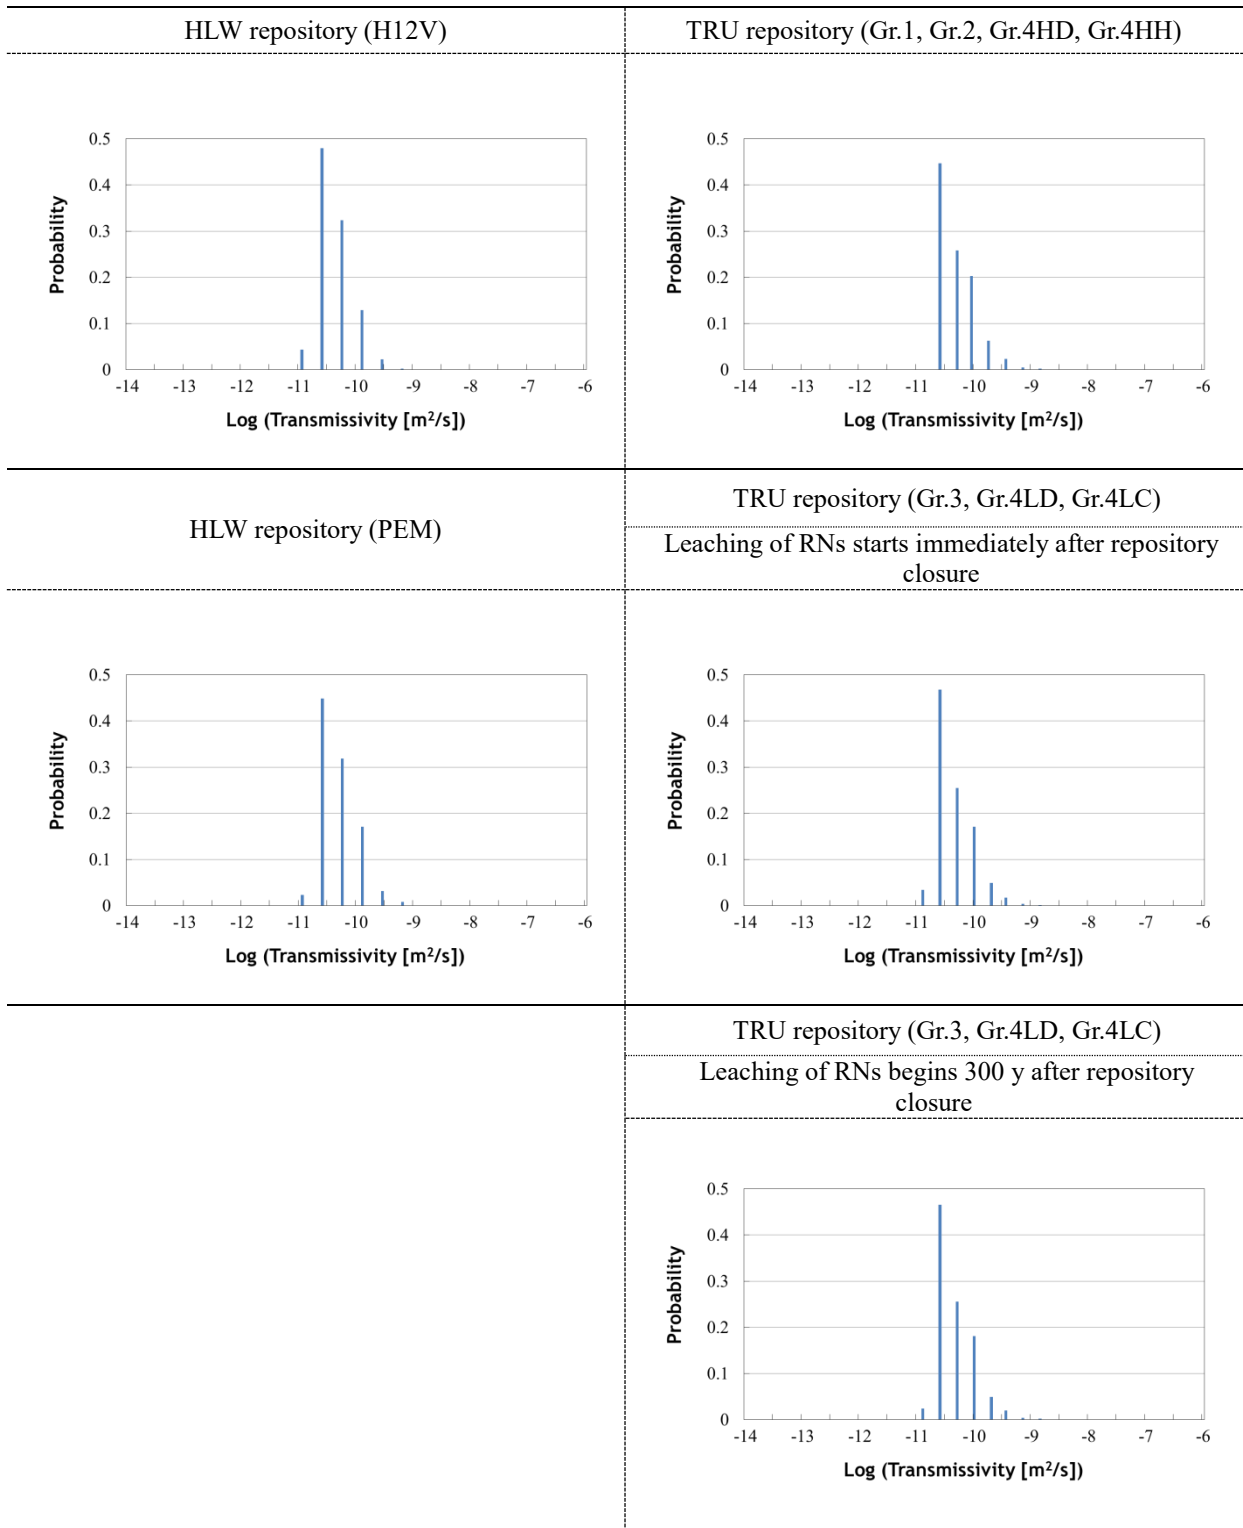 HLW repository (H12V)
TRU repository (Gr.1, Gr.2, Gr.4HD, Gr.4HH)
0.5
0.4
0.3
0.2
0.1
0
Probability
-14 -13 -12 -11 -10 -9 -8 -7 -6
Log (Transmissivity [m²/s])
0.5
0.4
0.3
0.2
0.1
0
Probability
-14 -13 -12 -11 -10 -9 -8 -7 -6
Log (Transmissivity [m²/s])
HLW repository (PEM)
TRU repository (Gr.3, Gr.4LD, Gr.4LC)
Leaching of RNs starts immediately after repository
closure
0.5
0.4
0.3
0.2
0.1
0
Probability
-14 -13 -12 -11 -10 -9 -8 -7 -6
Log (Transmissivity [m²/s])
0.5
0.4
0.3
0.2
0.1
0
Probability
-14 -13 -12 -11 -10 -9 -8 -7 -6
Log (Transmissivity [m²/s])
TRU repository (Gr.3, Gr.4LD, Gr.4LC)
Leaching of RNs begins 300 y after repository
closure
0.5
0.4
0.3
0.2
0.1
0
Probability
-14 -13 -12 -11 -10 -9 -8 -7 -6
Log (Transmissivity [m²/s])